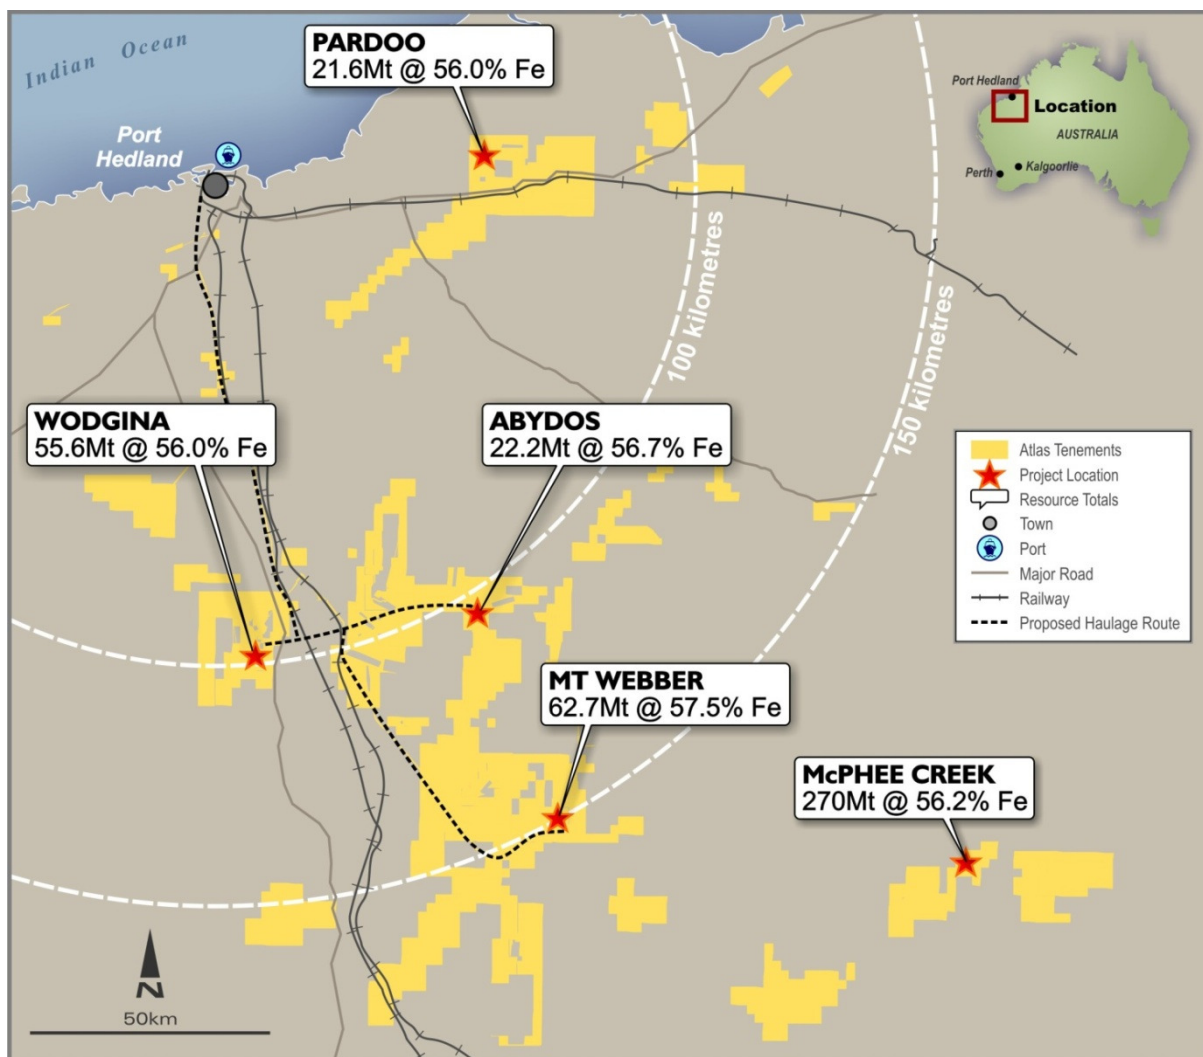 Indian Ocean
Port
Hedland
PARDOO
21.6Mt @ 56.0% Fe
Port Hedland
Location
AUSTRALIA
Kalgoorlie
Perth
100 kilometres
150 kilometres
WODGINA
55.6Mt @ 56.0% Fe
ABYDOS
22.2Mt @ 56.7% Fe
Atlas Tenements
Project Location
Resource Totals
Town
Port
Major Road
Railway
Proposed Haulage Route
MT WEBBER
62.7Mt @ 57.5% Fe
McPHEE CREEK
270Mt @ 56.2% Fe
N
50km